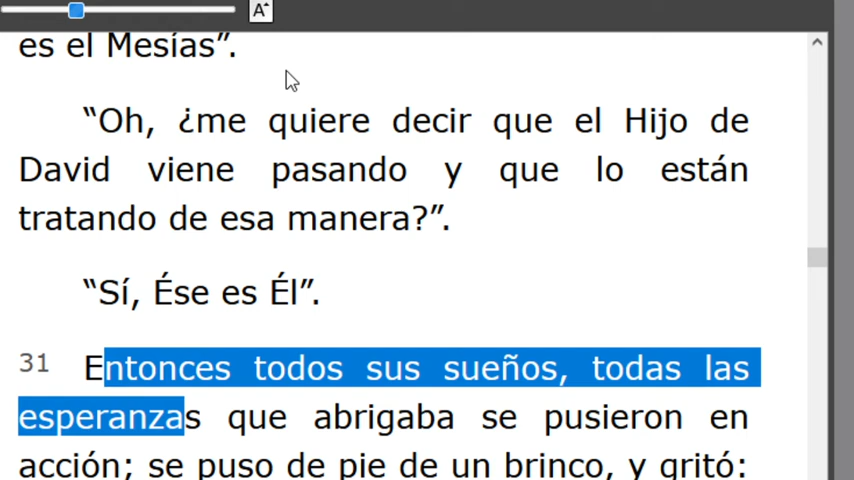 A
es el Mesías”.
“Oh, ¿me quiere decir que el Hijo de
David viene pasando y que lo están
tratando de esa manera?”.
“Sí, Ése es Él”.
31 Entonces todos sus sueños, todas las
esperanzas que abrigaba se pusieron en
acción; se puso de pie de un brinco, y gritó: